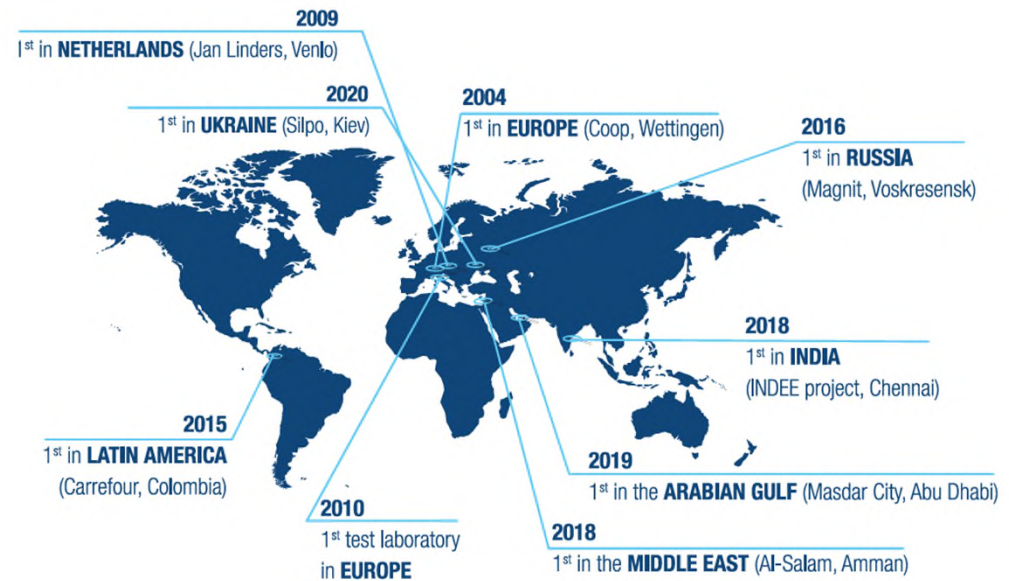 2009
1st in NETHERLANDS (Jan Linders, Venlo)
2020
1st in UKRAINE (Silpo, Kiev)
2004
1st in EUROPE (Coop, Wettingen)
2016
1st in RUSSIA
(Magnit, Voskresensk)
2018
1st in INDIA
(INDEE project, Chennai)
2015
1st in LATIN AMERICA
(Carrefour, Colombia)
2019
1st in the ARABIAN GULF (Masdar City, Abu Dhabi)
2010
1st test laboratory
in EUROPE
2018
1st in the MIDDLE EAST (Al-Salam, Amman)